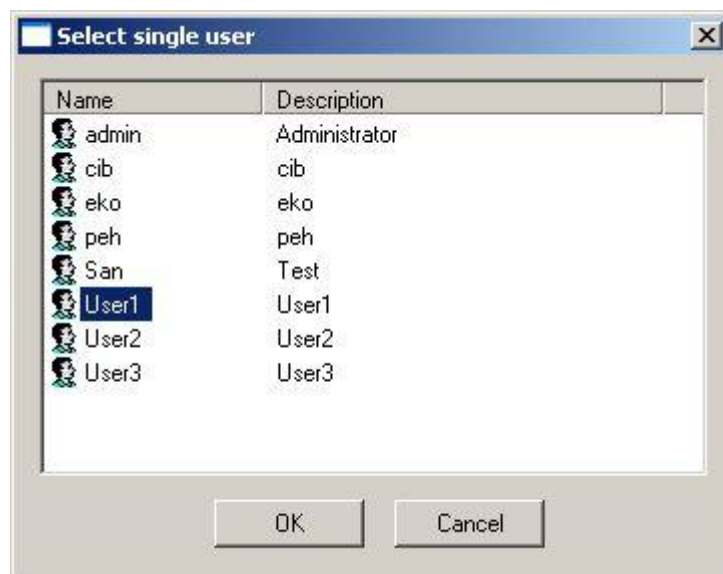 Select single user
Name Description
admin Administrator
cib cib
eko eko
peh peh
San Test
User1 User1
User2 User2
User3 User3
OK Cancel